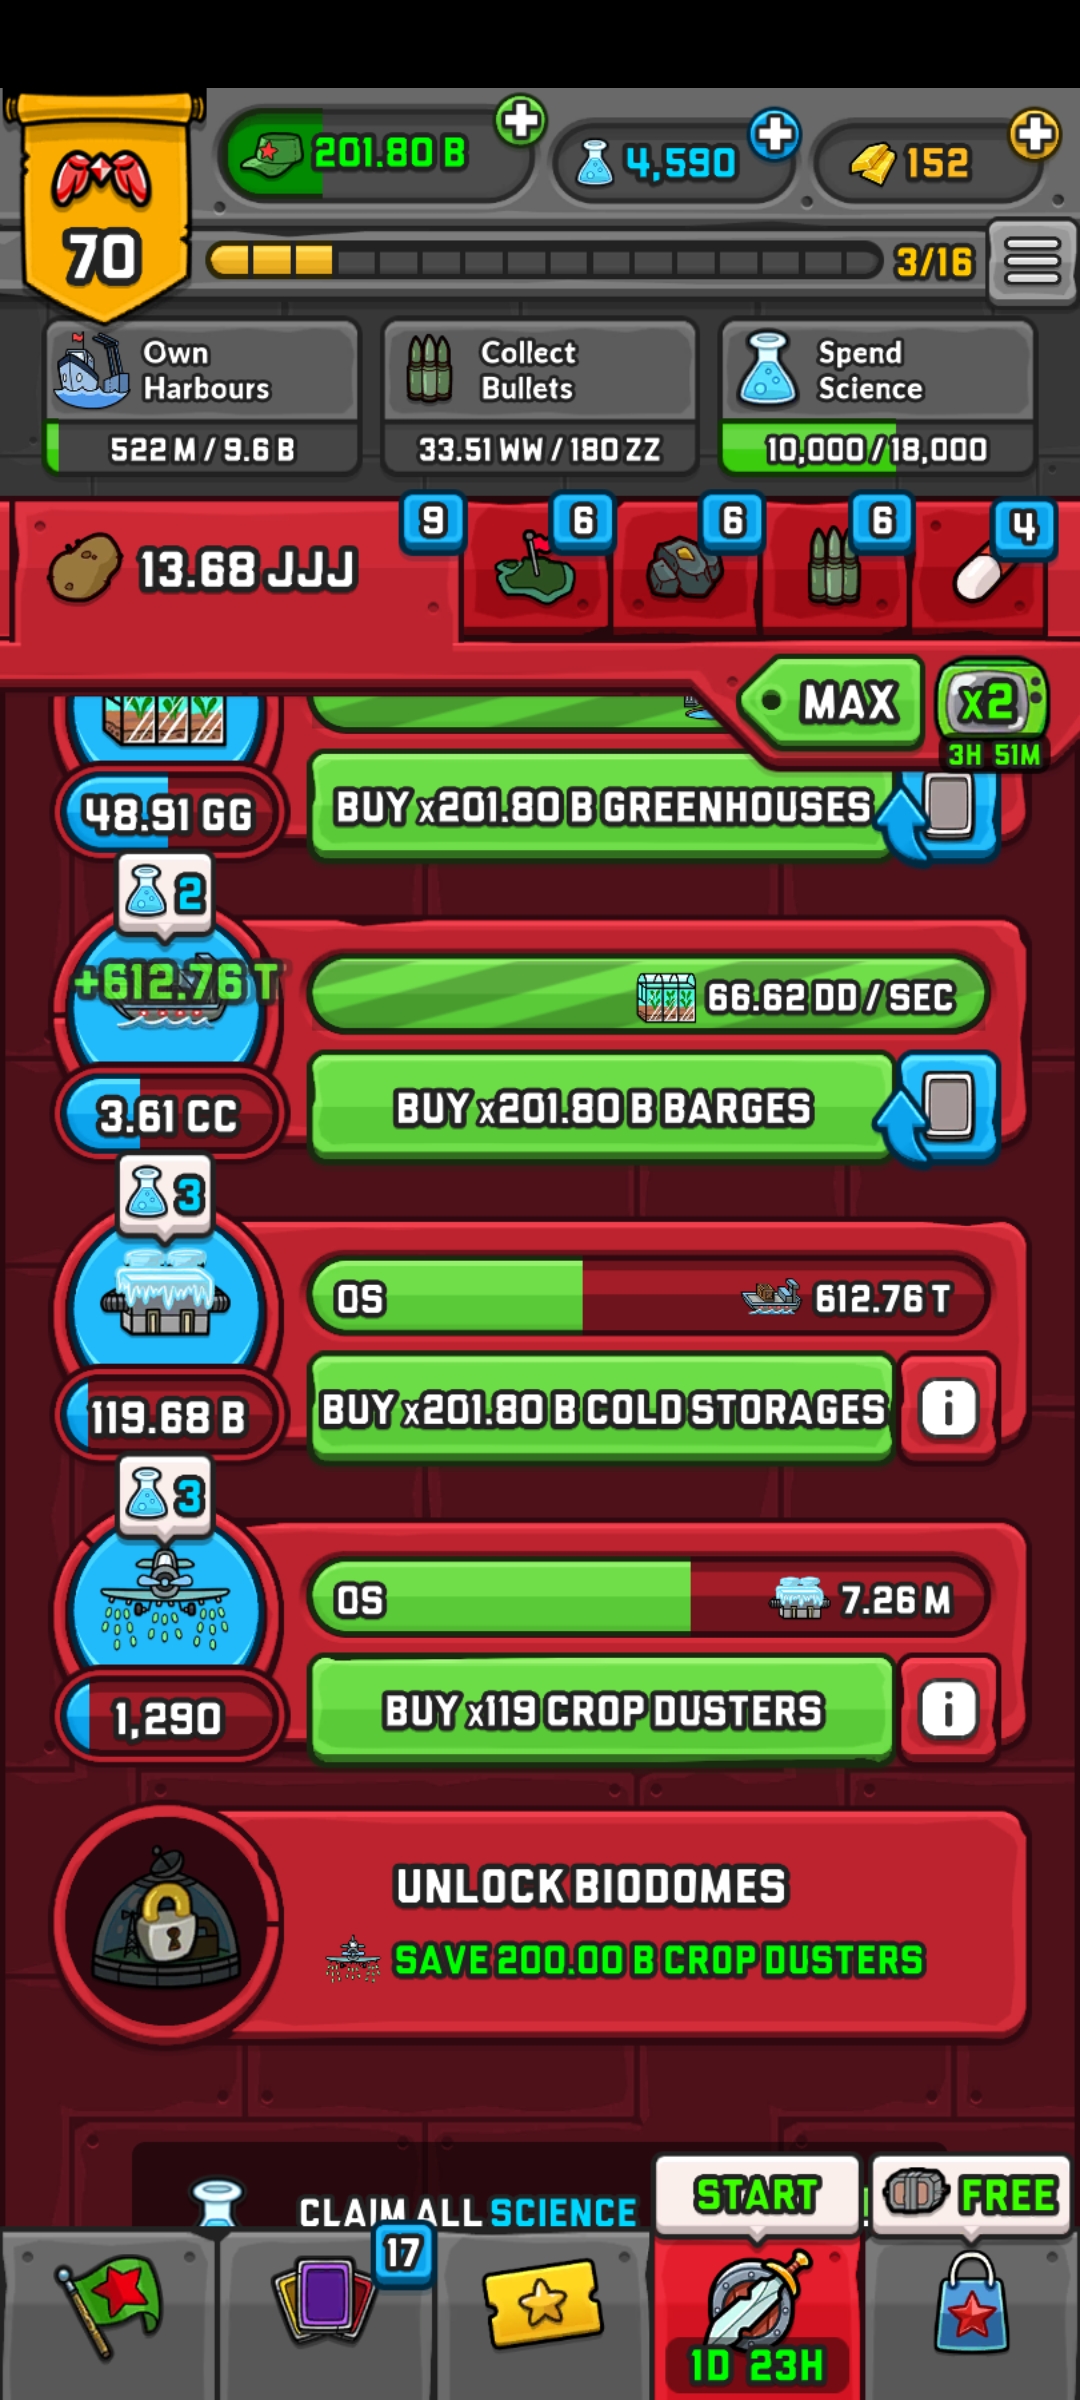 201.80 B
4,590
152
70
3/16
Own
Harbours
Collect
Bullets
Spend
Science
522 M / 9.6 B
33.51 WW / 180 ZZ
10,000 / 18,000
13.68 JJJ
9
6
6
6
4
MAX
x2
3H 51M
48.91 GG
BUY x201.80 B GREENHOUSES
2
+612.76 T
66.62 DD / SEC
3.61 CC
BUY x201.80 B BARGES
3
0S
612.76 T
119.68 B
BUY x201.80 B COLD STORAGES
i
3
0S
7.26 M
1,290
BUY x119 CROP DUSTERS
i
UNLOCK BIODOMES
SAVE 200.00 B CROP DUSTERS
CLAIM ALL SCIENCE
START
FREE
17
1D 23H